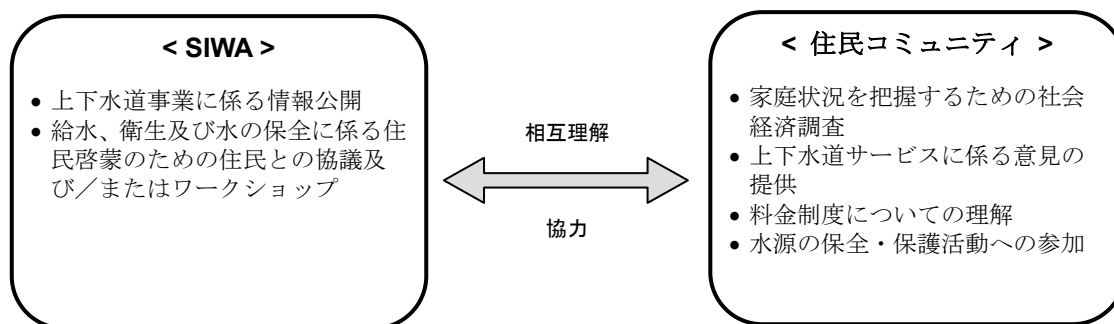 < SIWA >
• 上下水道事業に係る情報公開
• 給水、衛生及び水の保全に係る住
民啓蒙のための住民との協議及
び／またはワークショップ
相互理解
協力
< 住民コミュニティ >
• 家庭状況を把握するための社会
経済調査
• 上下水道サービスに係る意見の
提供
• 料金制度についての理解
• 水源の保全・保護活動への参加